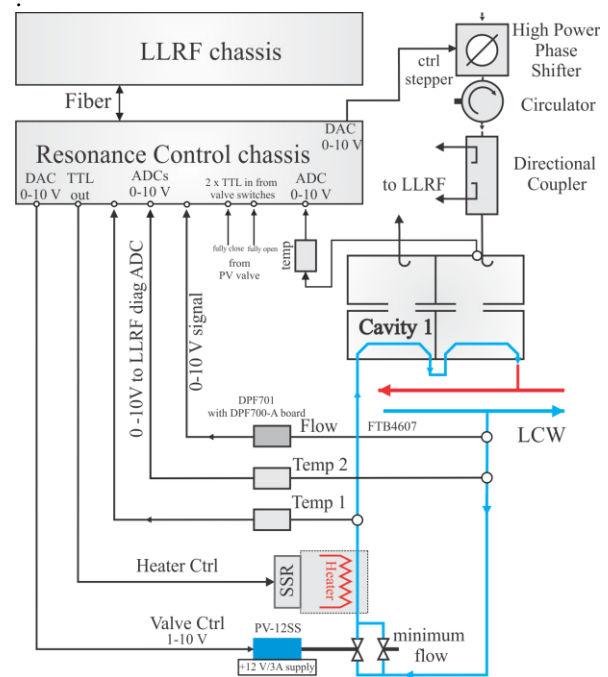 .
LLRF chassis
High Power
Phase
Shifter
ctrl
stepper
Fiber
Circulator
DAC
0-10 V
Resonance Control chassis
Directional
Coupler
DAC
0-10 V
TTL
out
ADCs
0-10 V
2 x TTL in from
valve switches
ADC
0-10 V
to LLRF
fully close
fully open
from
PV valve
temp
0 -10V to LLRF diag ADC
0-10 V signal
Cavity 1
DPF701
with DPF700-A board
Flow
FTB4607
LCW
Temp 2
Temp 1
Heater Ctrl
SSR
Heater
Valve Ctrl
1-10 V
PV-12SS
+12 V/3A supply
minimum
flow